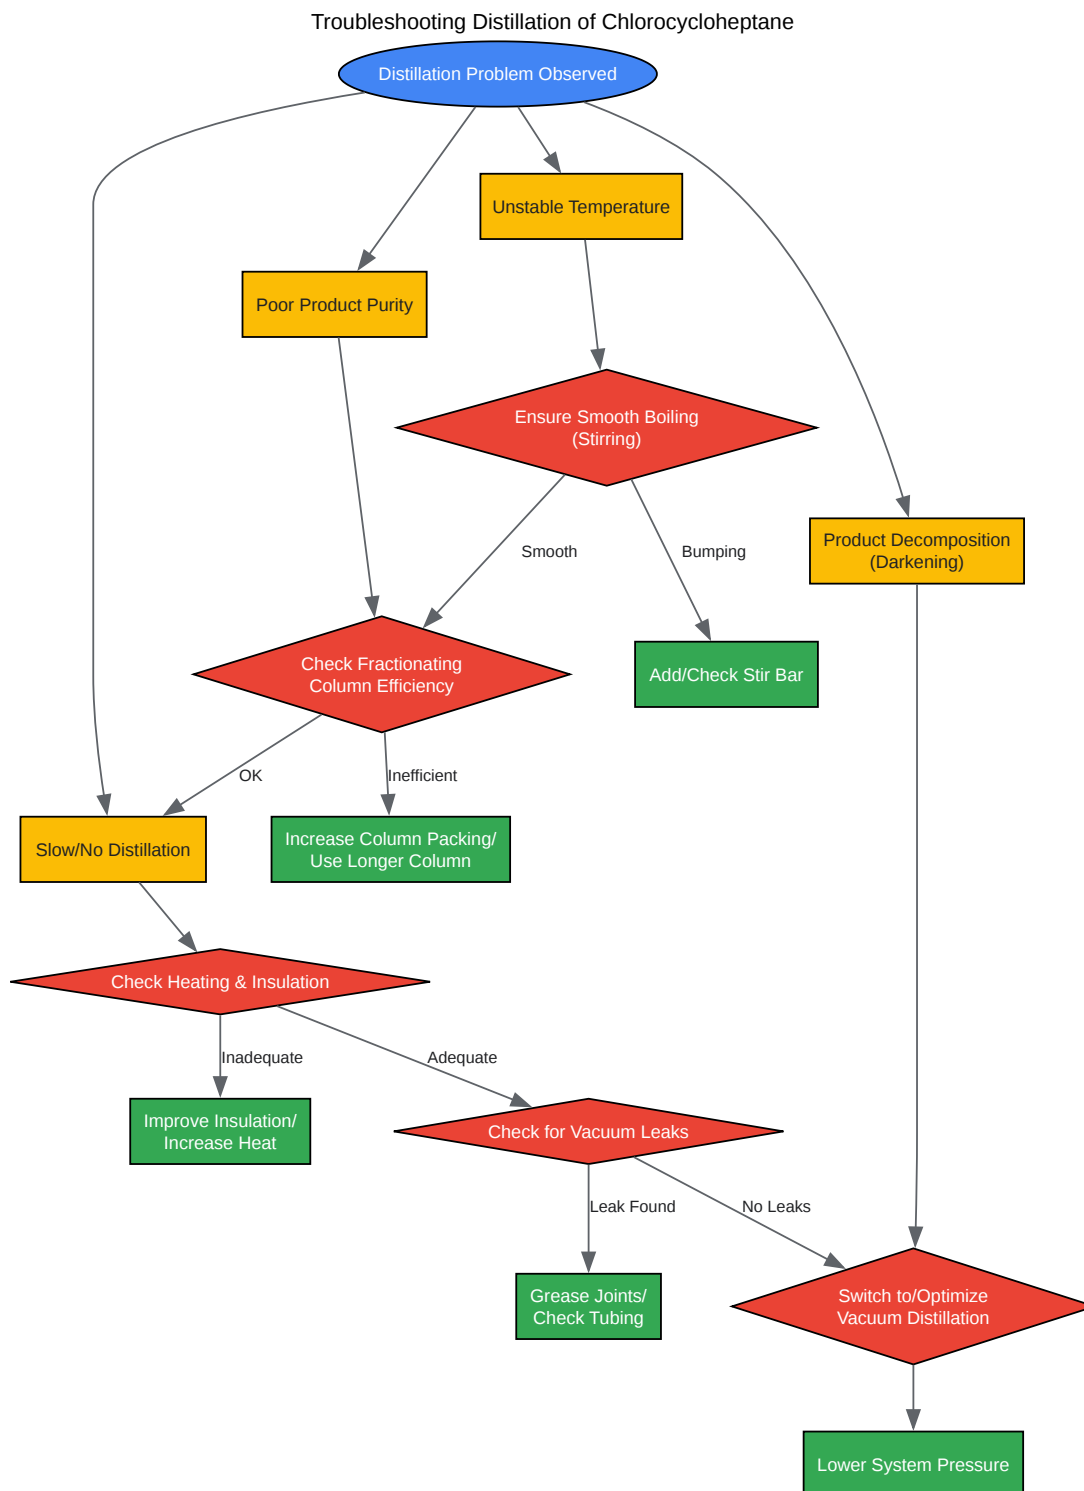 Troubleshooting Distillation of Chlorocycloheptane
Distillation Problem Observed
Unstable Temperature
Poor Product Purity
Ensure Smooth Boiling
(Stirring)
Product Decomposition
(Darkening)
Smooth
Bumping
Check Fractionating
Column Efficiency
Add/Check Stir Bar
OK
Inefficient
Slow/No Distillation
Increase Column Packing/
Use Longer Column
Check Heating & Insulation
Inadequate
Adequate
Improve Insulation/
Increase Heat
Check for Vacuum Leaks
Leak Found
No Leaks
Grease Joints/
Check Tubing
Switch to/Optimize
Vacuum Distillation
Lower System Pressure